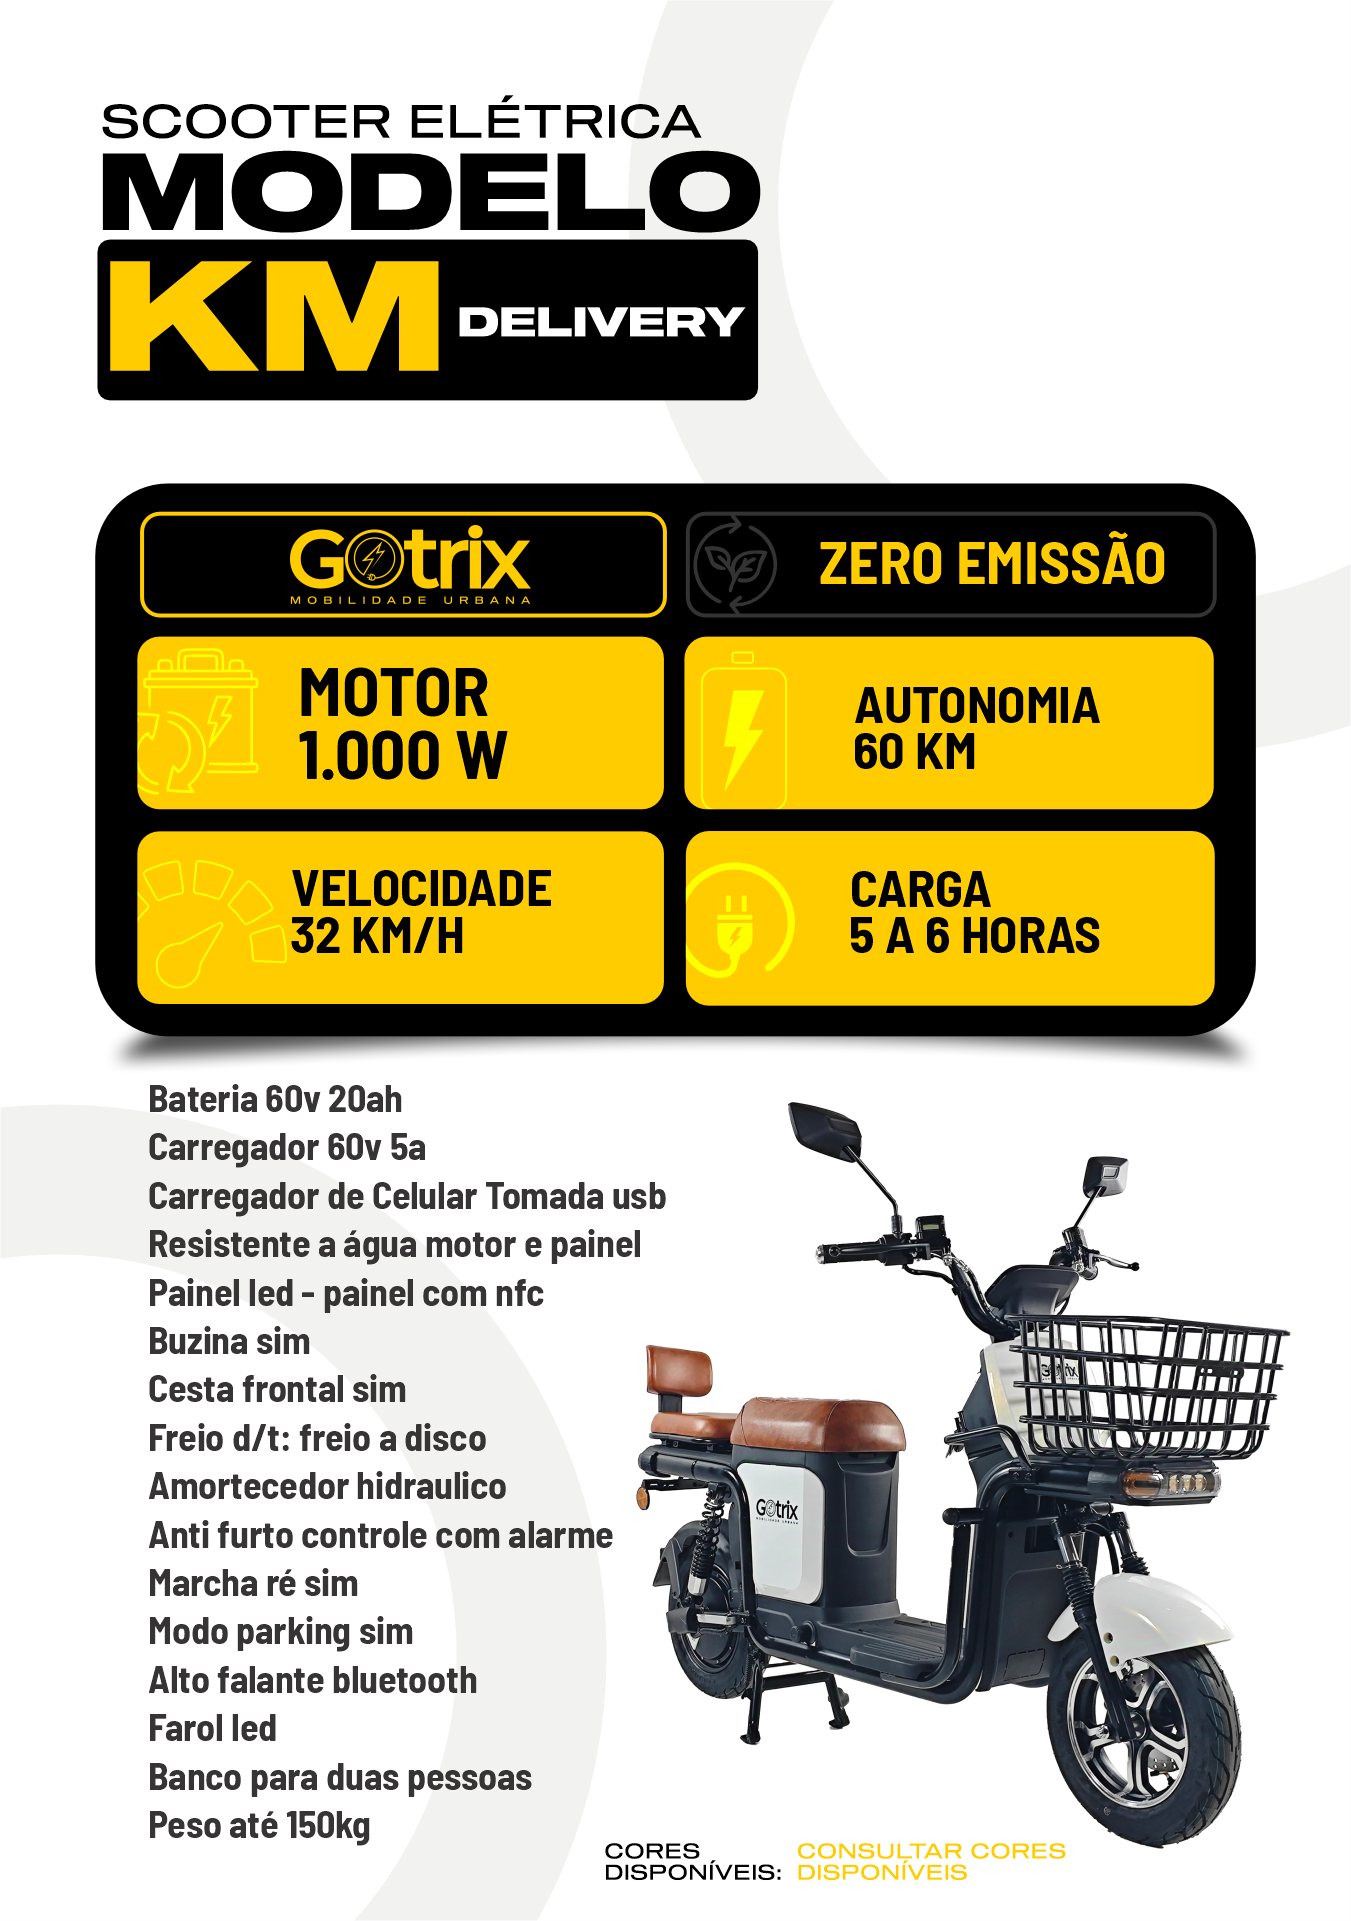 SCOOTER ELÉTRICA
MODELO
KM DELIVERY
GOtrix
MOBILIDADE URBANA
ZERO EMISSÃO
MOTOR
1.000 W
AUTONOMIA
60 KM
VELOCIDADE
32 KM/H
CARGA
5 A 6 HORAS
Bateria 60v 20ah
Carregador 60v 5a
Carregador de Celular Tomada usb
Resistente a água motor e painel
Painel led - painel com nfc
Buzina sim
Cesta frontal sim
Freio d/t: freio a disco
Amortecedor hidraulico
Anti furto controle com alarme
Marcha ré sim
Modo parking sim
Alto falante bluetooth
Farol led
Banco para duas pessoas
Peso até 150kg
GOtrix
GOtrix
MOBILIDADE URBANA
CORES DISPONÍVEIS:
CONSULTAR CORES DISPONÍVEIS